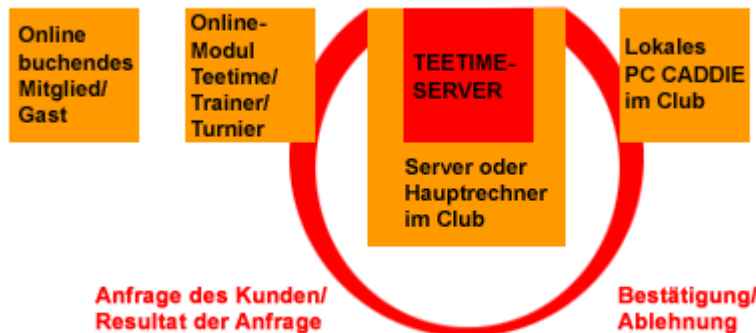 Online
buchendes
Mitglied/
Gast
Online-
Modul
Teetime/
Trainer/
Turnier
TEETIME-
SERVER
Server oder
Hauptrechner
im Club
Lokales
PC CADDIE
im Club
Anfrage des Kunden/
Resultat der Anfrage
Bestätigung/
Ablehnung